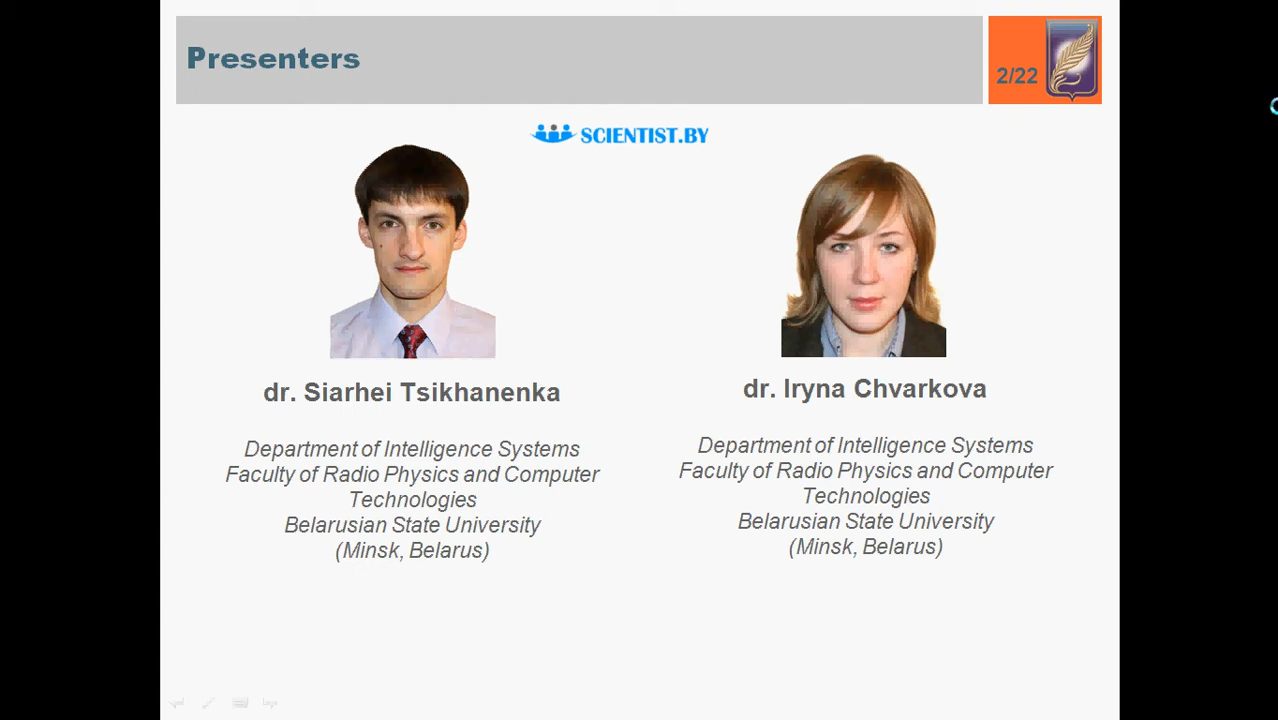 Presenters
2/22
SCIENTIST.BY
dr. Siarhei Tsikhanenka
Department of Intelligence Systems
Faculty of Radio Physics and Computer
Technologies
Belarusian State University
(Minsk, Belarus)
dr. Iryna Chvarkova
Department of Intelligence Systems
Faculty of Radio Physics and Computer
Technologies
Belarusian State University
(Minsk, Belarus)